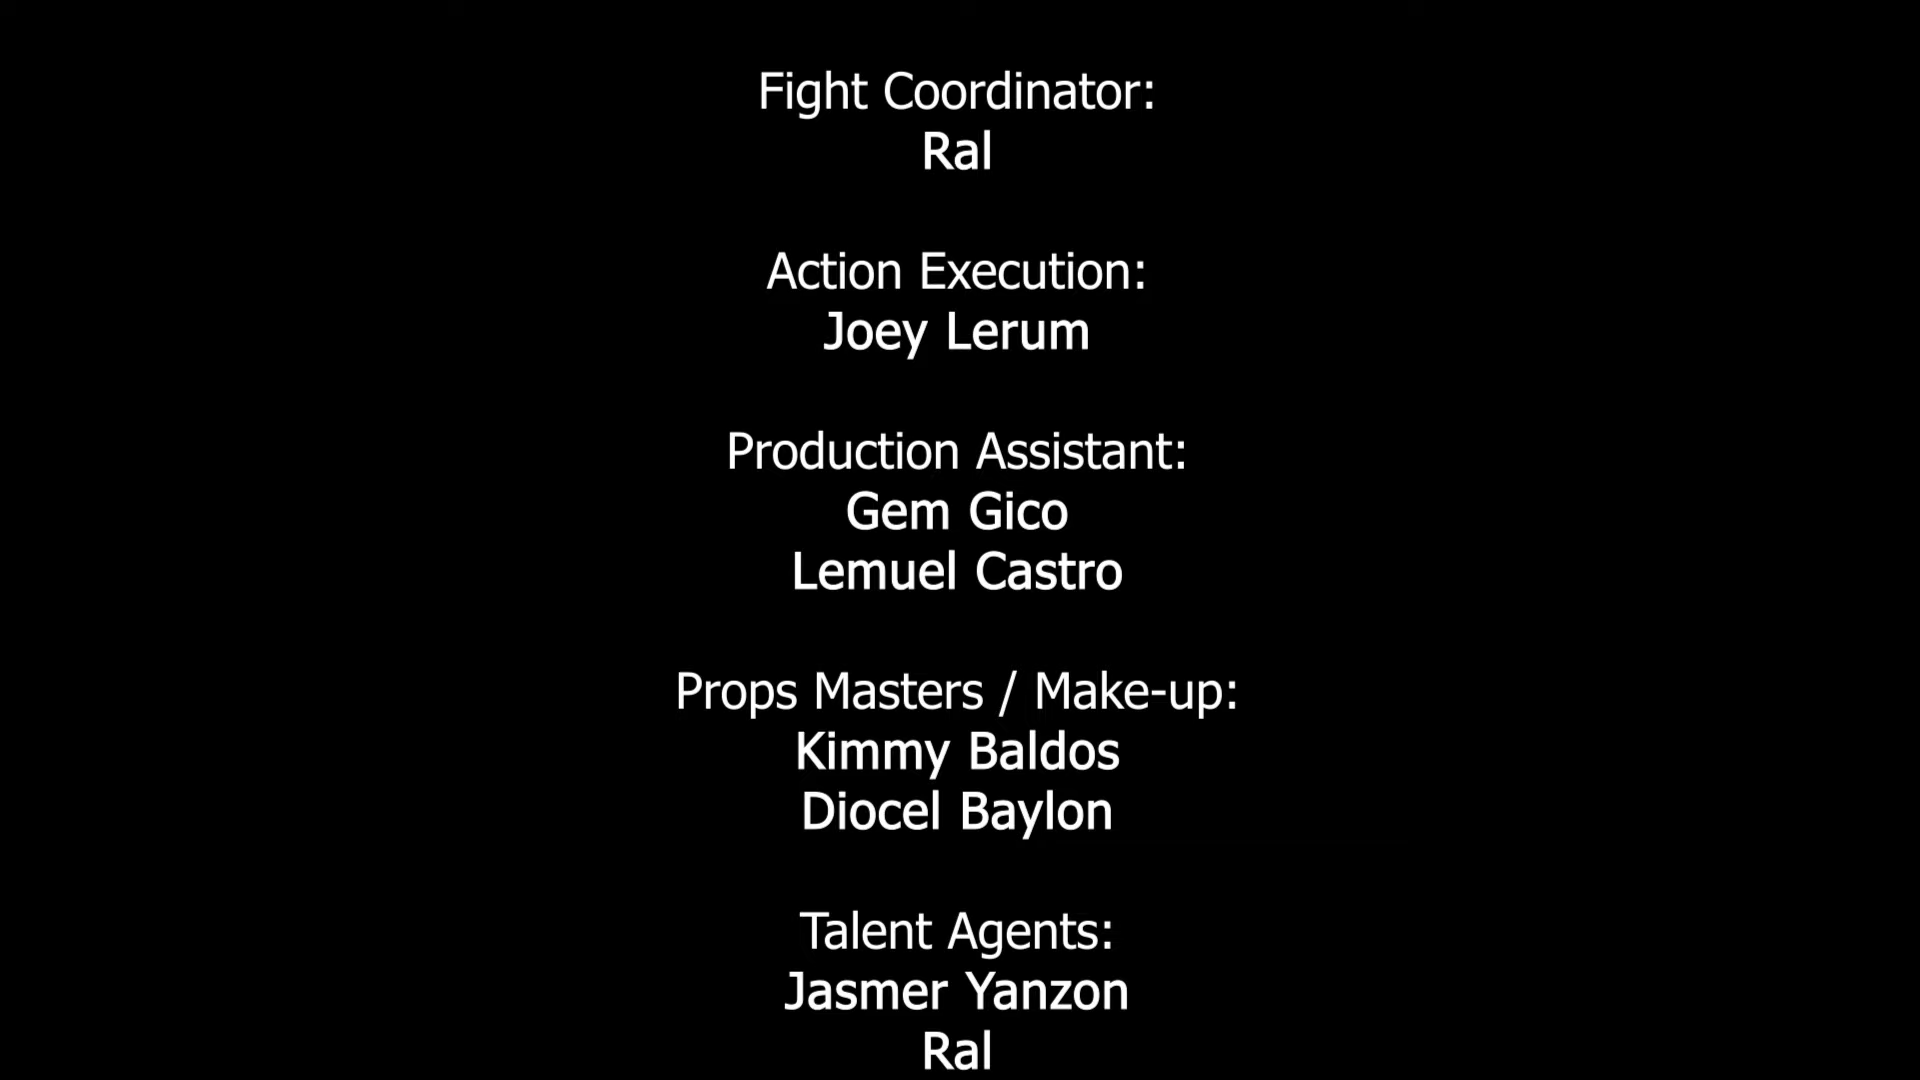 Fight Coordinator:
Ral
Action Execution:
Joey Lerum
Production Assistant:
Gem Gico
Lemuel Castro
Props Masters / Make-up:
Kimmy Baldos
Diocel Baylon
Talent Agents:
Jasmer Yanzon
Ral